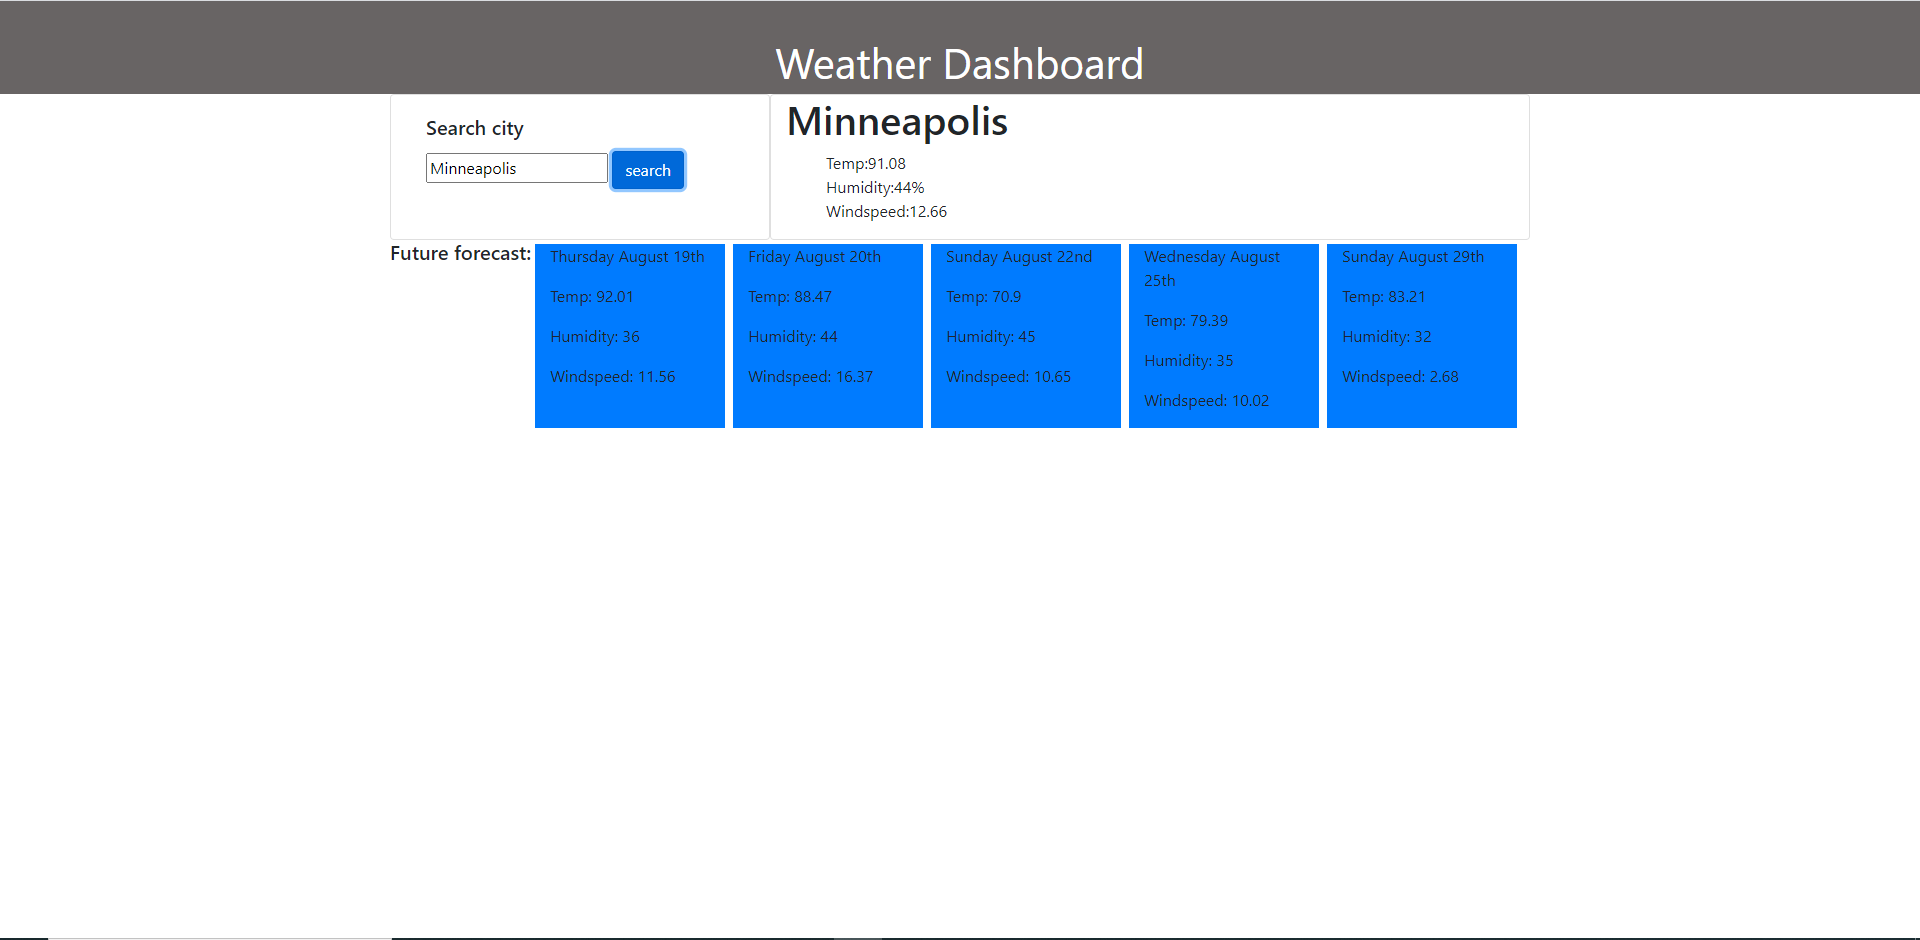 Weather Dashboard
Search city
Minneapolis
search
Minneapolis
Temp:91.08
Humidity:44%
Windspeed:12.66
Future forecast:
Thursday August 19th
Temp: 92.01
Humidity: 36
Windspeed: 11.56
Friday August 20th
Temp: 88.47
Humidity: 44
Windspeed: 16.37
Sunday August 22nd
Temp: 70.9
Humidity: 45
Windspeed: 10.65
Wednesday August
25th
Temp: 79.39
Humidity: 35
Windspeed: 10.02
Sunday August 29th
Temp: 83.21
Humidity: 32
Windspeed: 2.68